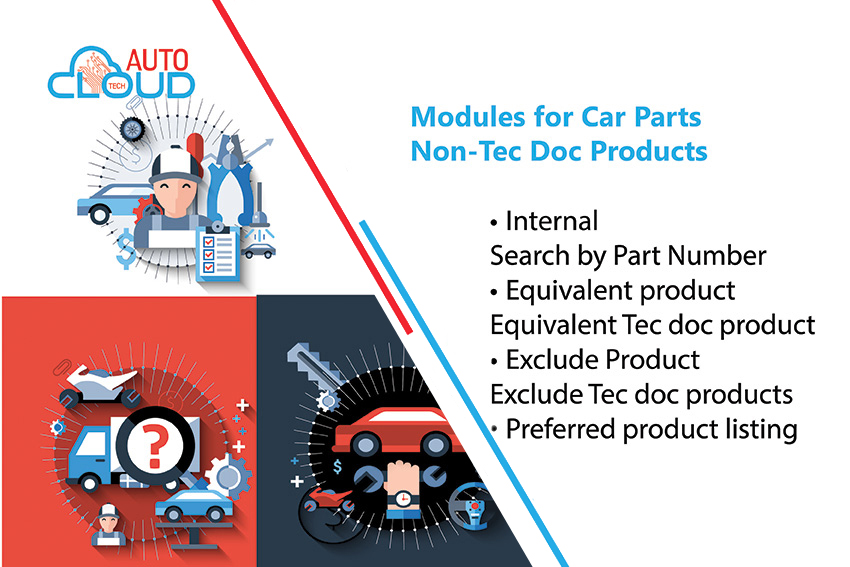 AUTO
CLOUD
TECH
Modules for Car Parts
Non-Tec Doc Products
• Internal
Search by Part Number
• Equivalent product
Equivalent Tec doc product
• Exclude Product
Exclude Tec doc products
• Preferred product listing
$
$
?
$